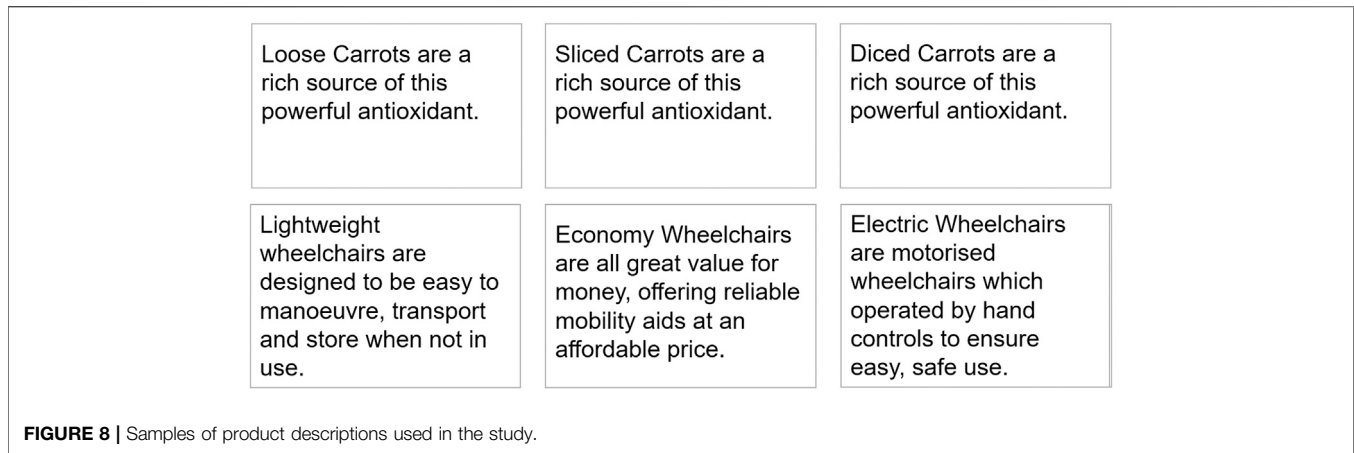 Loose Carrots are a
rich source of this
powerful antioxidant.
Sliced Carrots are a
rich source of this
powerful antioxidant.
Diced Carrots are a
rich source of this
powerful antioxidant.
Lightweight
wheelchairs are
designed to be easy to
manoeuvre, transport
and store when not in
use.
Economy Wheelchairs
are all great value for
money, offering reliable
mobility aids at an
affordable price.
Electric Wheelchairs
are motorised
wheelchairs which
operated by hand
controls to ensure
easy, safe use.
FIGURE 8 | Samples of product descriptions used in the study.